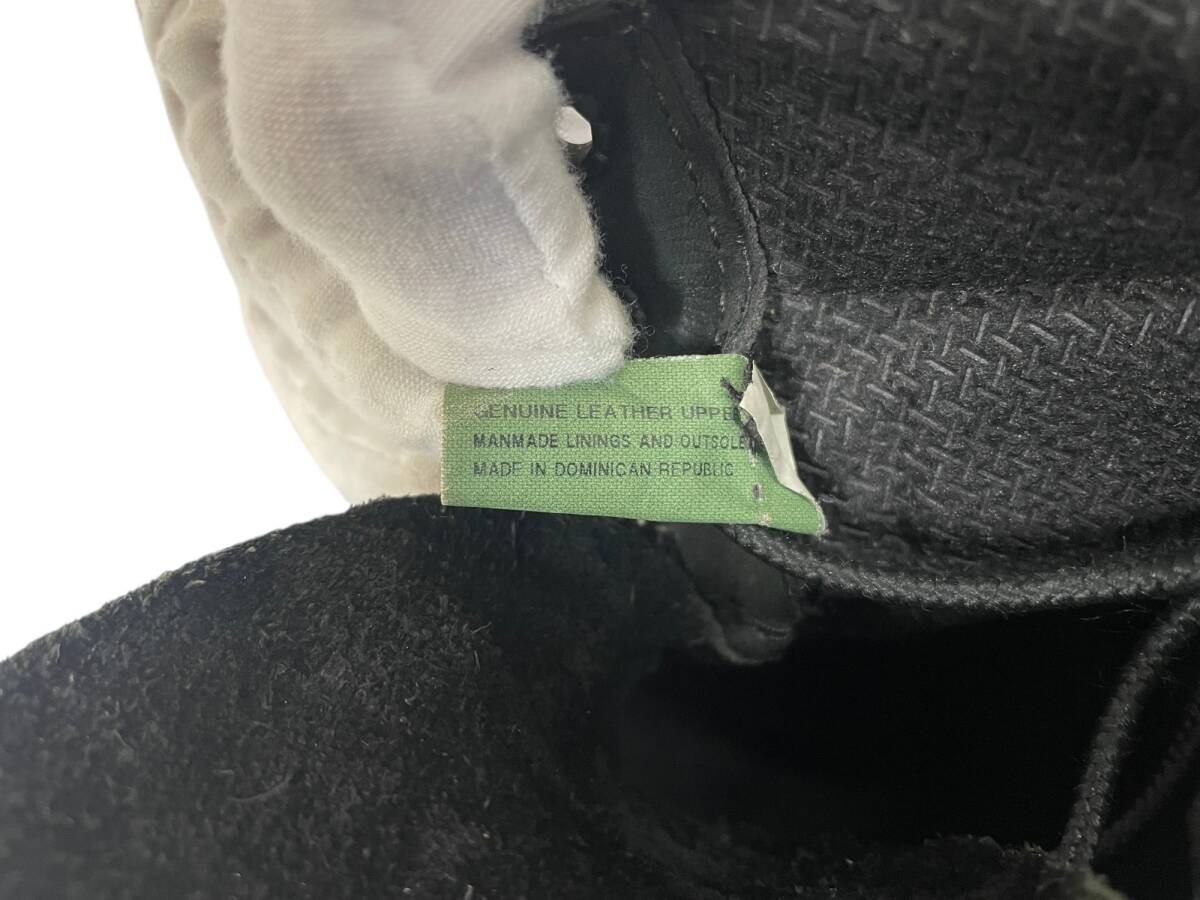 GENUINE LEATHER UPPE
MANMADE LININGS AND OUTSOLE
MADE IN DOMINICAN REPUBLIC